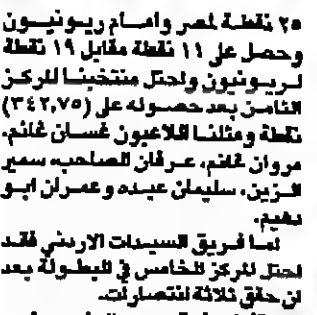 ٢٥ نقطة لمصر وامام ريونيون
وحصل على ١١ نقطة مقابل ١٩ نقطة
لريونيون واحتل منتخبنا المركز
الثامن بعد حصوله على (٣٤٢,٧٥)
نقطة ومثلنا اللاعبون غسان غانم،
مروان غانم، عرفان الصاحب، سمير
الزين، سليمان عبده وعمران ابو
دهيم.
اما فريق السيدات الاردني فقد
احتل المركز الخامس في البطولة بعد
ان حقق ثلاثة انتصارات.